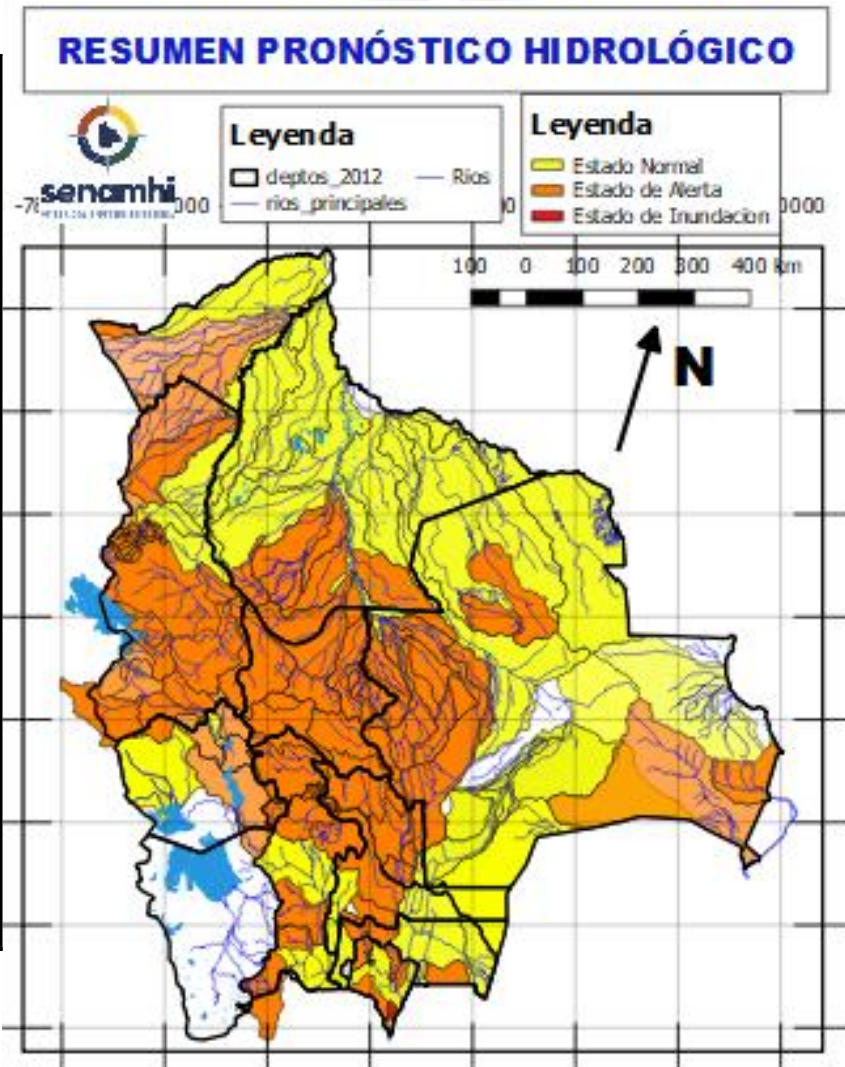 RESUMEN PRONÓSTICO HIDROLÓGICO
senamhi
Leyenda
deptos_2012
Rios
rios_principales
Leyenda
Estado Normal
Estado de Alerta
Estado de Inundacion
100 0 100 200 300 400 km
N